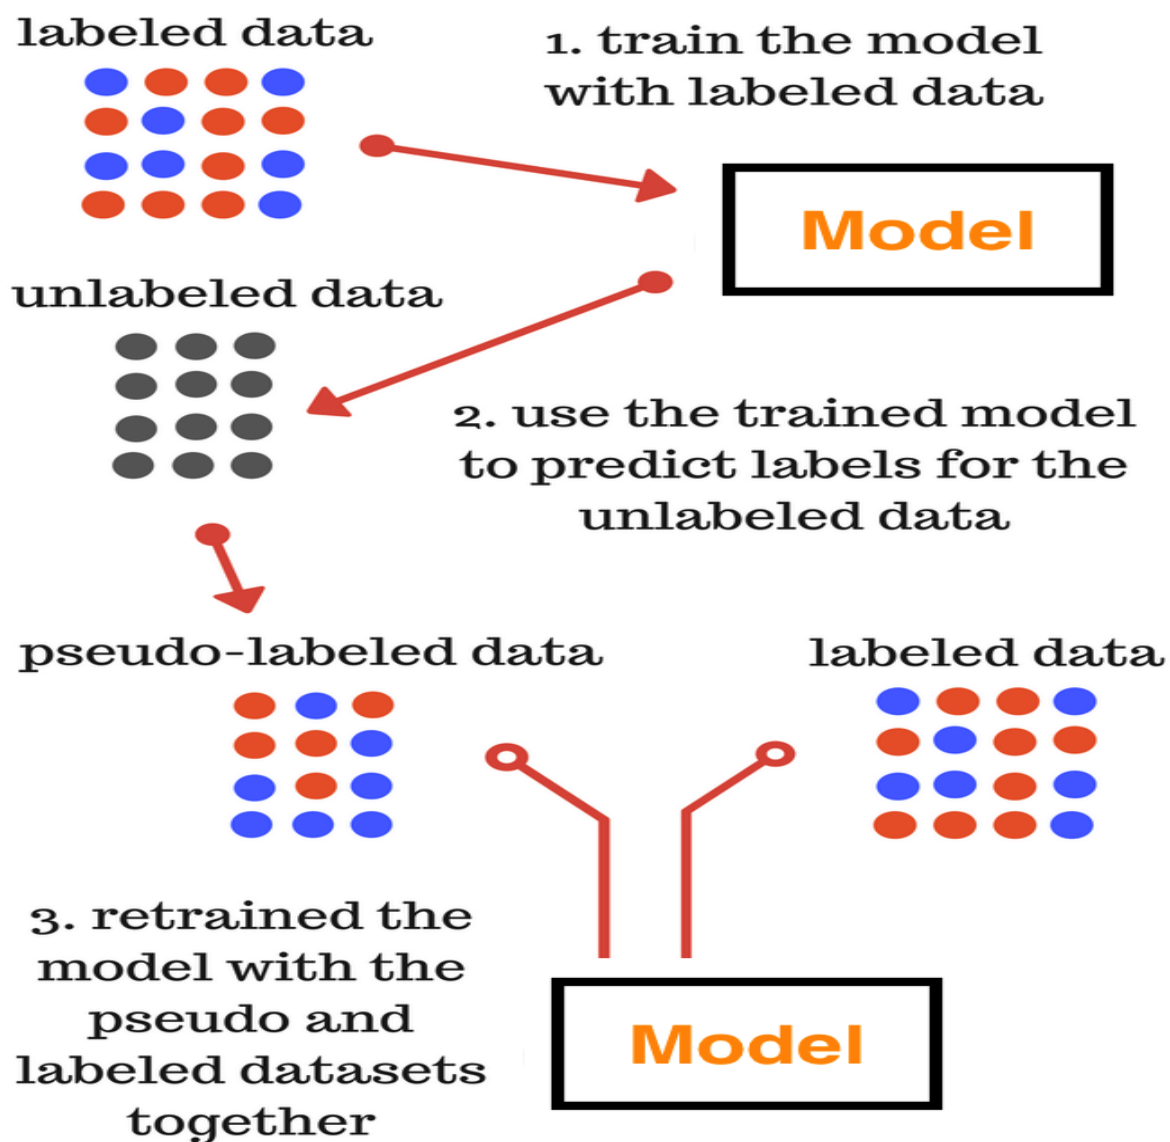 labeled data
1. train the model
with labeled data
Model
unlabeled data
2. use the trained model
to predict labels for the
unlabeled data
pseudo-labeled data
labeled data
3. retrained the
model with the
pseudo and
labeled datasets
together
Model